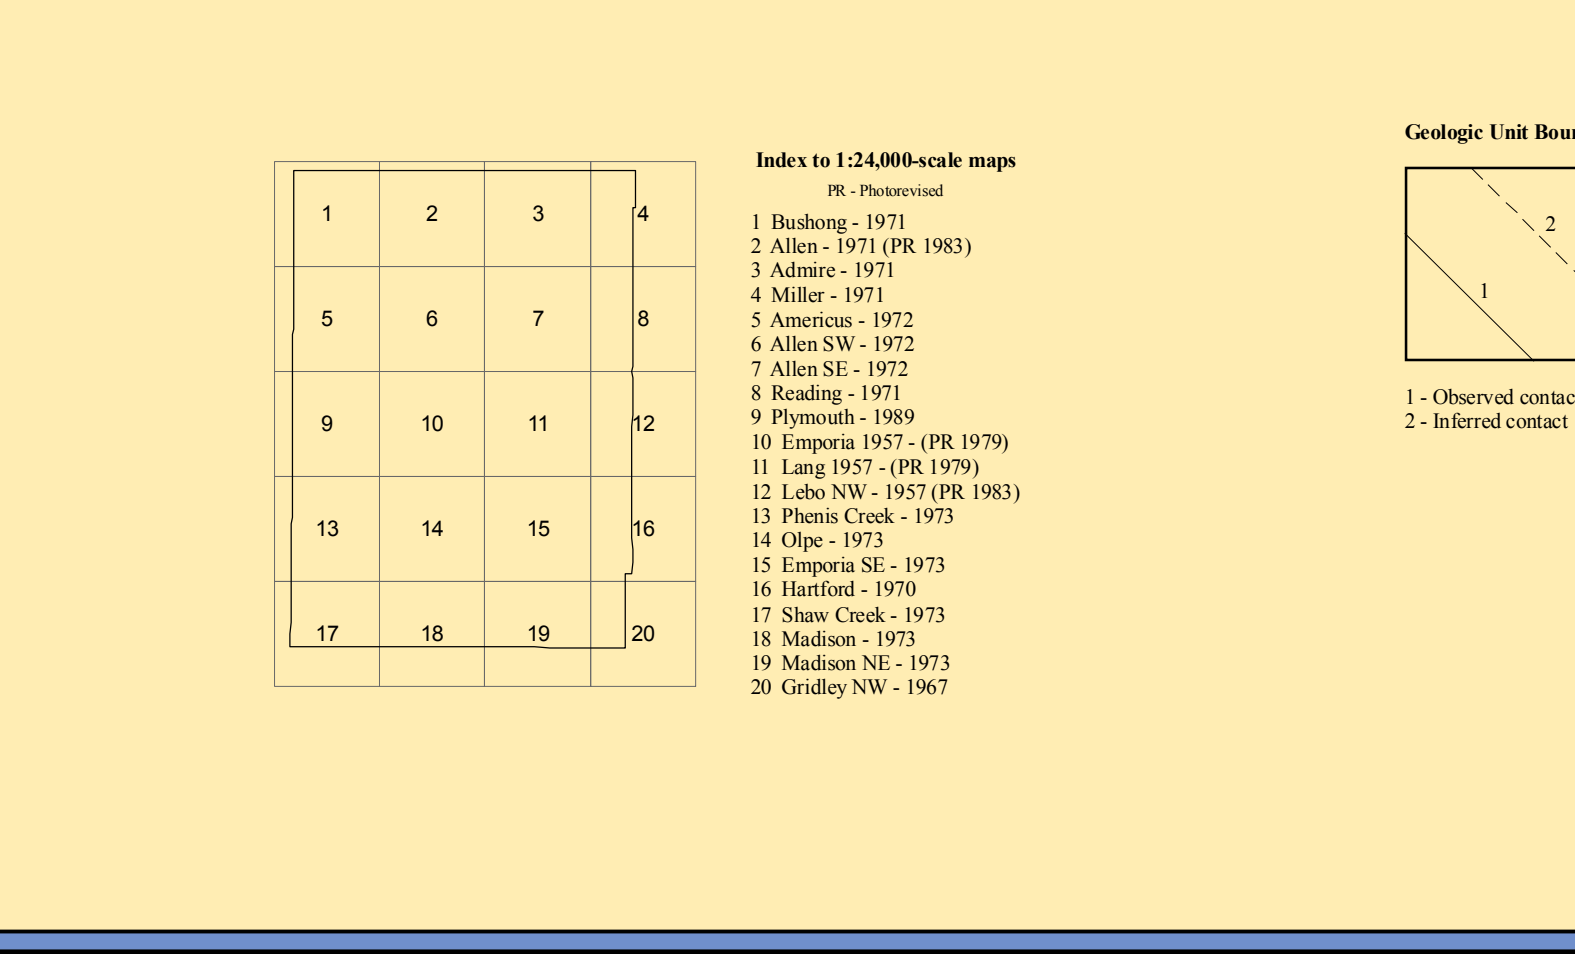 1 2 3 4
5 6 7 8
9 10 11 12
13 14 15 16
17 18 19 20
Index to 1:24,000-scale maps
PR - Photorevised
1 Bushong - 1971
2 Allen - 1971 (PR 1983)
3 Admire - 1971
4 Miller - 1971
5 Americus - 1972
6 Allen SW - 1972
7 Allen SE - 1972
8 Reading - 1971
9 Plymouth - 1989
10 Emporia 1957 - (PR 1979)
11 Lang 1957 - (PR 1979)
12 Lebo NW - 1957 (PR 1983)
13 Phenis Creek - 1973
14 Olpe - 1973
15 Emporia SE - 1973
16 Hartford - 1970
17 Shaw Creek - 1973
18 Madison - 1973
19 Madison NE - 1973
20 Gridley NW - 1967
Geologic Unit Boun
2
1
1 - Observed contac
2 - Inferred contact